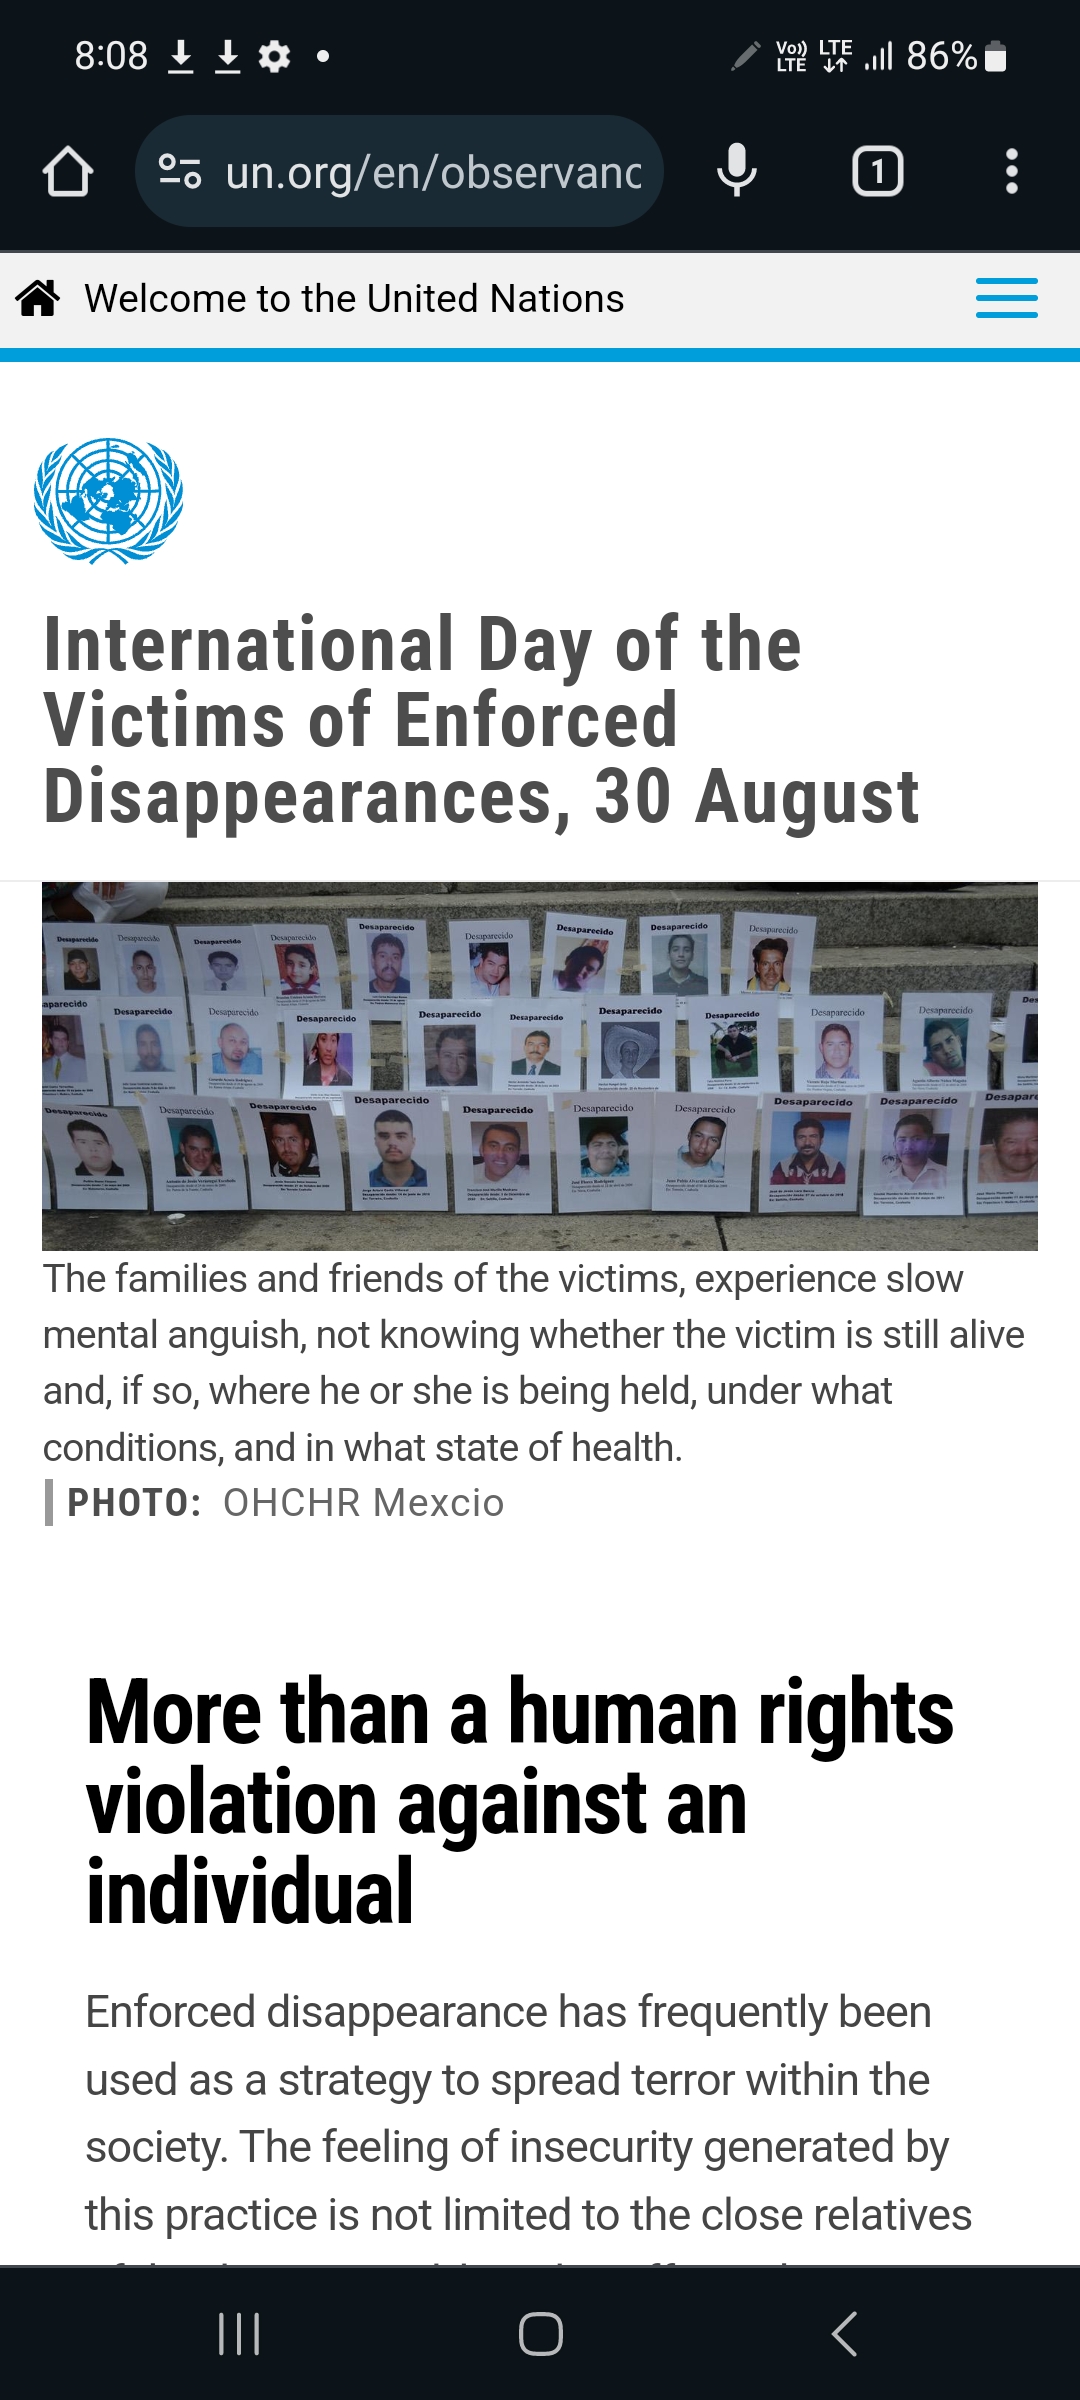 8:08
Vo)) LTE
LTE
86%
un.org/en/observanc
1
Welcome to the United Nations
International Day of the
Victims of Enforced
Disappearances, 30 August
Desaparecido Desaparecido Desaparecido Desaparecido Desaparecido Desaparecido Desaparecido Desaparecido Desaparecido
aparecido Desaparecido Desaparecido Desaparecido Desaparecido Desaparecido Desaparecido Desaparecido Desaparecido Desaparecido Des
Desaparecido Desaparecido Desaparecido Desaparecido Desaparecido Desaparecido Desaparecido Desaparecido Desaparecido Desapare
The families and friends of the victims, experience slow
mental anguish, not knowing whether the victim is still alive
and, if so, where he or she is being held, under what
conditions, and in what state of health.
PHOTO: OHCHR Mexcio
More than a human rights
violation against an
individual
Enforced disappearance has frequently been
used as a strategy to spread terror within the
society. The feeling of insecurity generated by
this practice is not limited to the close relatives